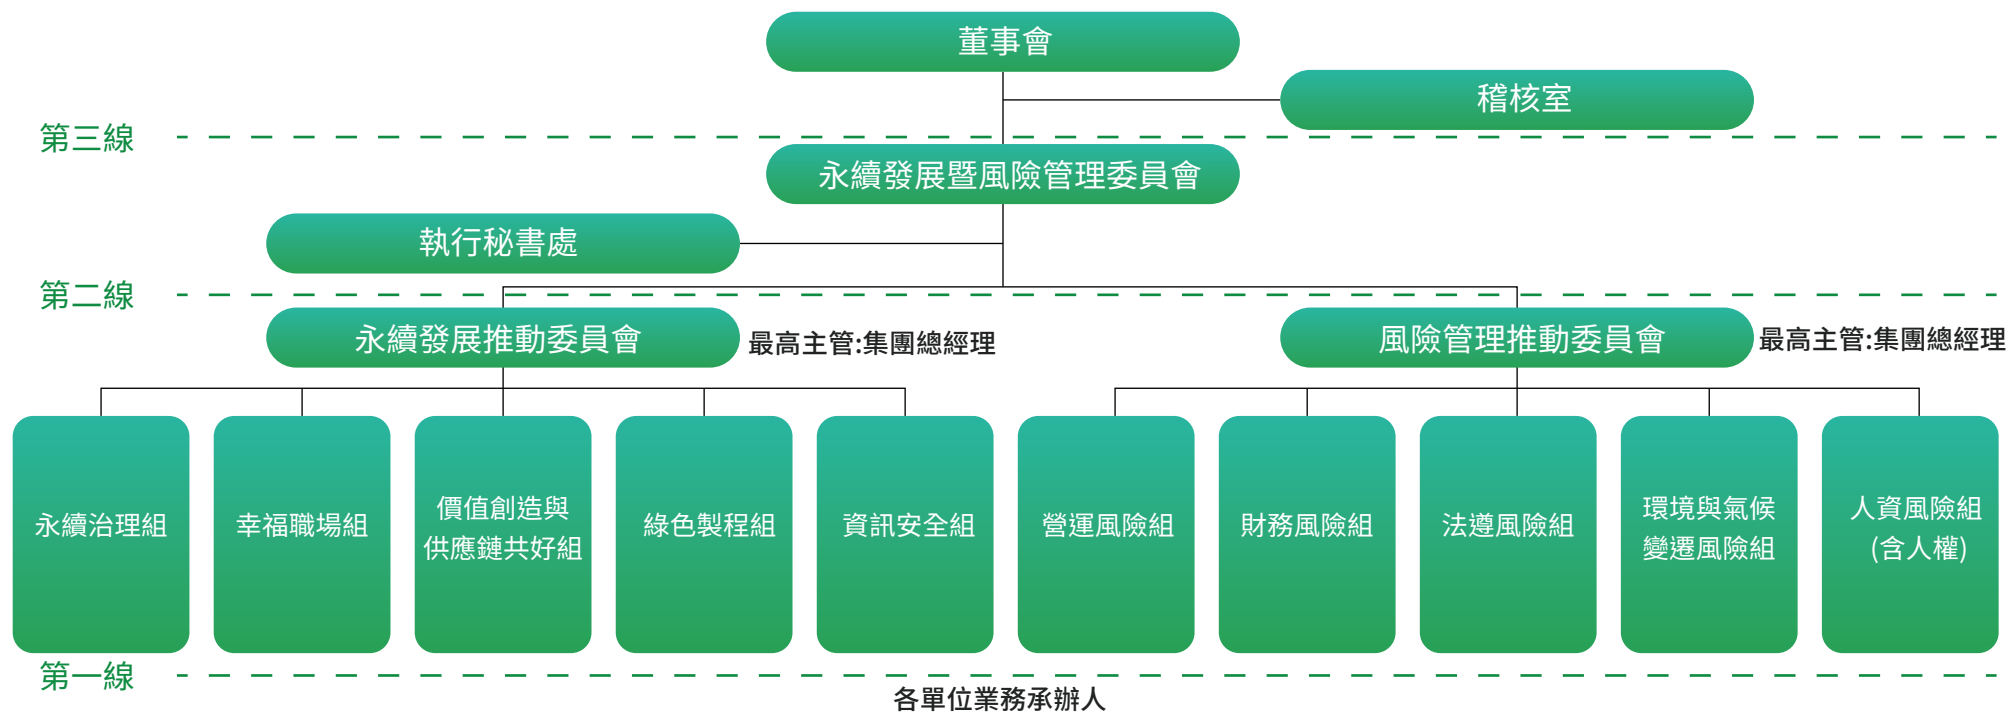 董事會
稽核室
第三線
永續發展暨風險管理委員會
執行秘書處
第二線
永續發展推動委員會
最高主管:集團總經理
風險管理推動委員會
最高主管:集團總經理
永續治理組
幸福職場組
價值創造與
供應鏈共好組
綠色製程組
資訊安全組
營運風險組
財務風險組
法遵風險組
環境與氣候
變遷風險組
人資風險組
(含人權)
第一線
各單位業務承辦人